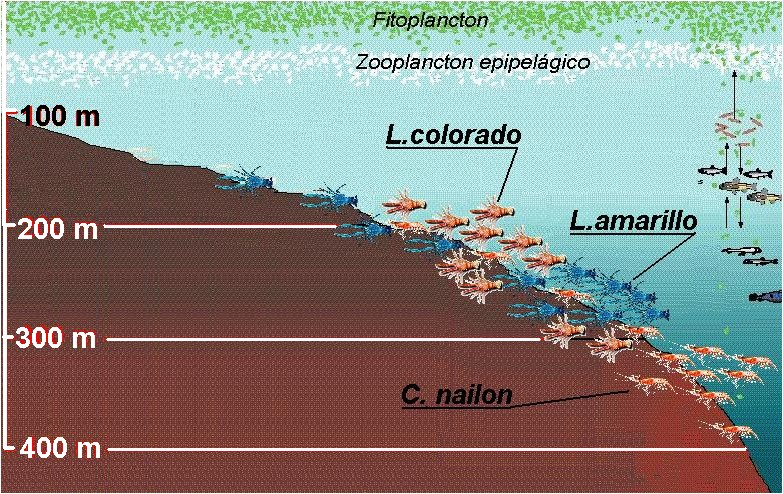 Fitoplancton
Zooplancton epipelágico
100 m
L.colorado
L.amarillo
200 m
300 m
C. nailon
400 m